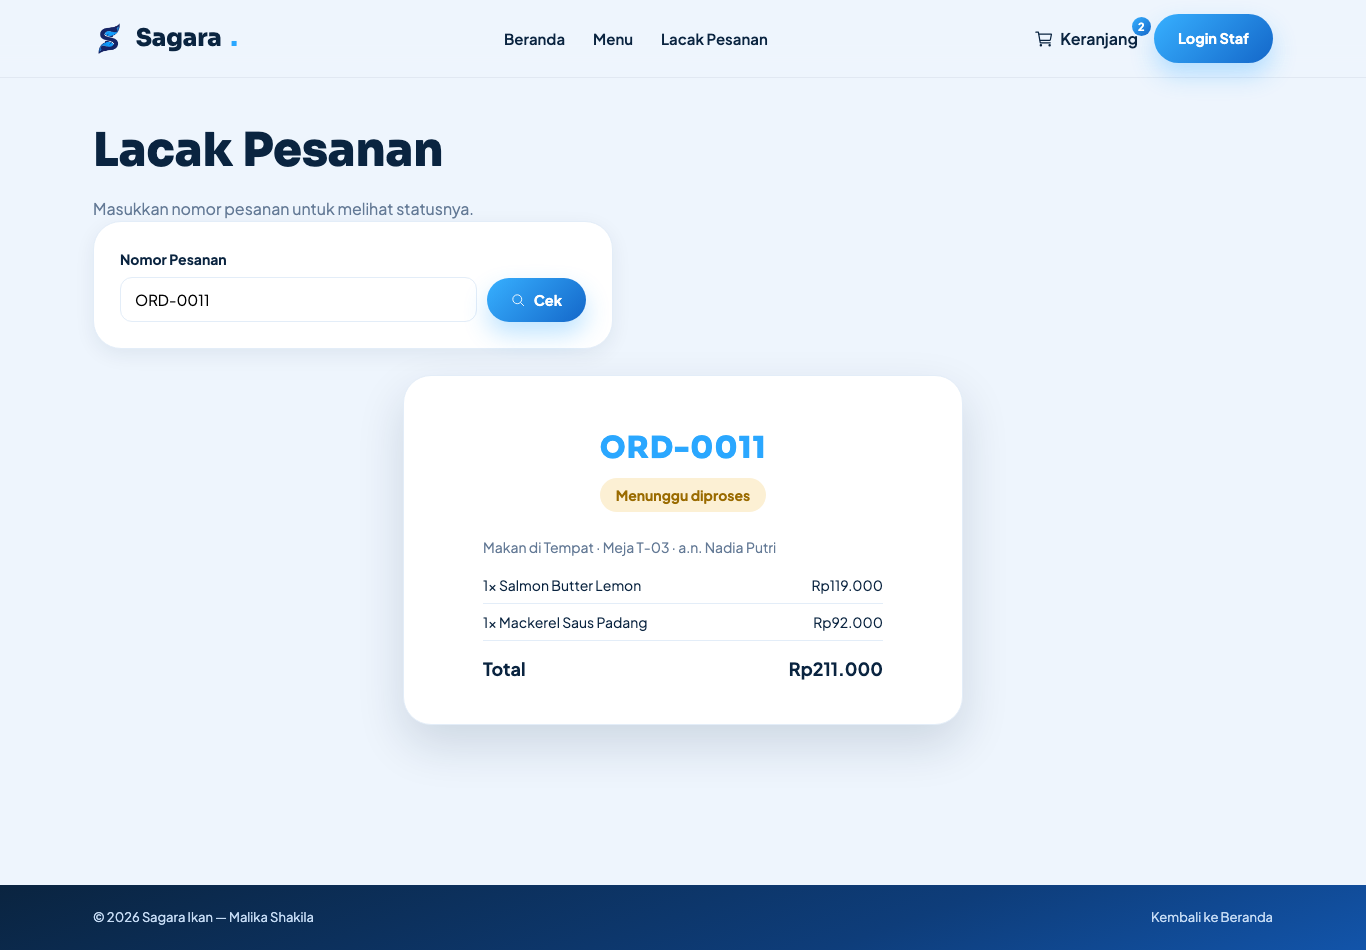 Sagara .
Beranda
Menu
Lacak Pesanan
Keranjang
2
Login Staf
Lacak Pesanan
Masukkan nomor pesanan untuk melihat statusnya.
Nomor Pesanan
ORD-0011
Cek
ORD-0011
Menunggu diproses
Makan di Tempat · Meja T-03 · a.n. Nadia Putri
1× Salmon Butter Lemon Rp119.000
1× Mackerel Saus Padang Rp92.000
Total Rp211.000
© 2026 Sagara Ikan — Malika Shakila
Kembali ke Beranda